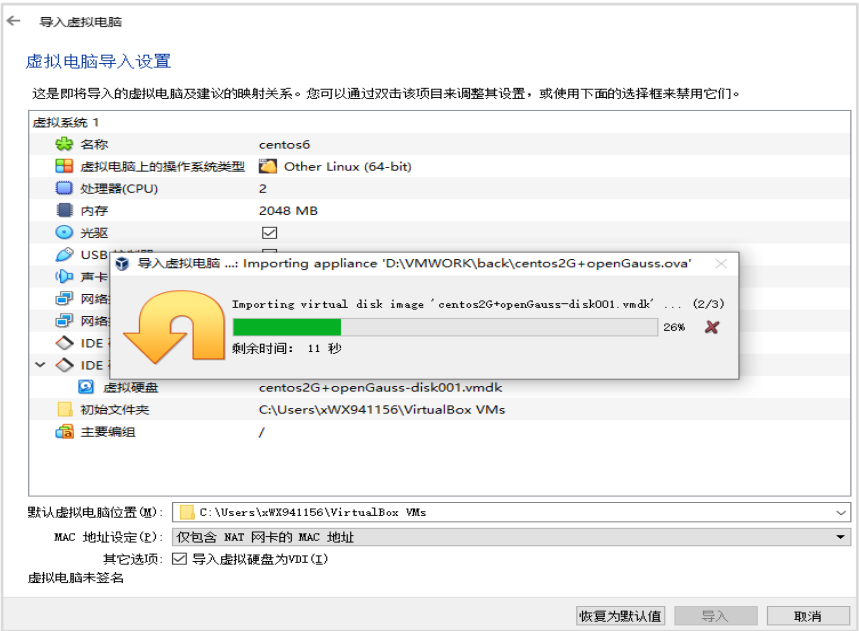 导入虚拟电脑
虚拟电脑导入设置
这是即将导入的虚拟电脑及建议的映射关系。您可以通过双击该项目来调整其设置，或使用下面的选择框来禁用它们。
虚拟系统 1
名称 centos6
虚拟电脑上的操作系统类型 Other Linux (64-bit)
处理器(CPU) 2
内存 2048 MB
光驱
USB
导入虚拟电脑 ...: Importing appliance 'D:\VMWORK\back\centos2G+openGauss.ova'
声卡
网络
Importing virtual disk image 'centos2G+openGauss-disk001.vmdk' ... (2/3)
网络
26%
IDE
剩余时间： 11 秒
IDE
虚拟硬盘 centos2G+openGauss-disk001.vmdk
初始文件夹 C:\Users\xWX941156\VirtualBox VMs
主要编组 /
默认虚拟电脑位置(M)： C:\Users\xWX941156\VirtualBox VMs
MAC 地址设定(P)： 仅包含 NAT 网卡的 MAC 地址
其它选项： 导入虚拟硬盘为VDI(I)
虚拟电脑未签名
恢复为默认值 导入 取消